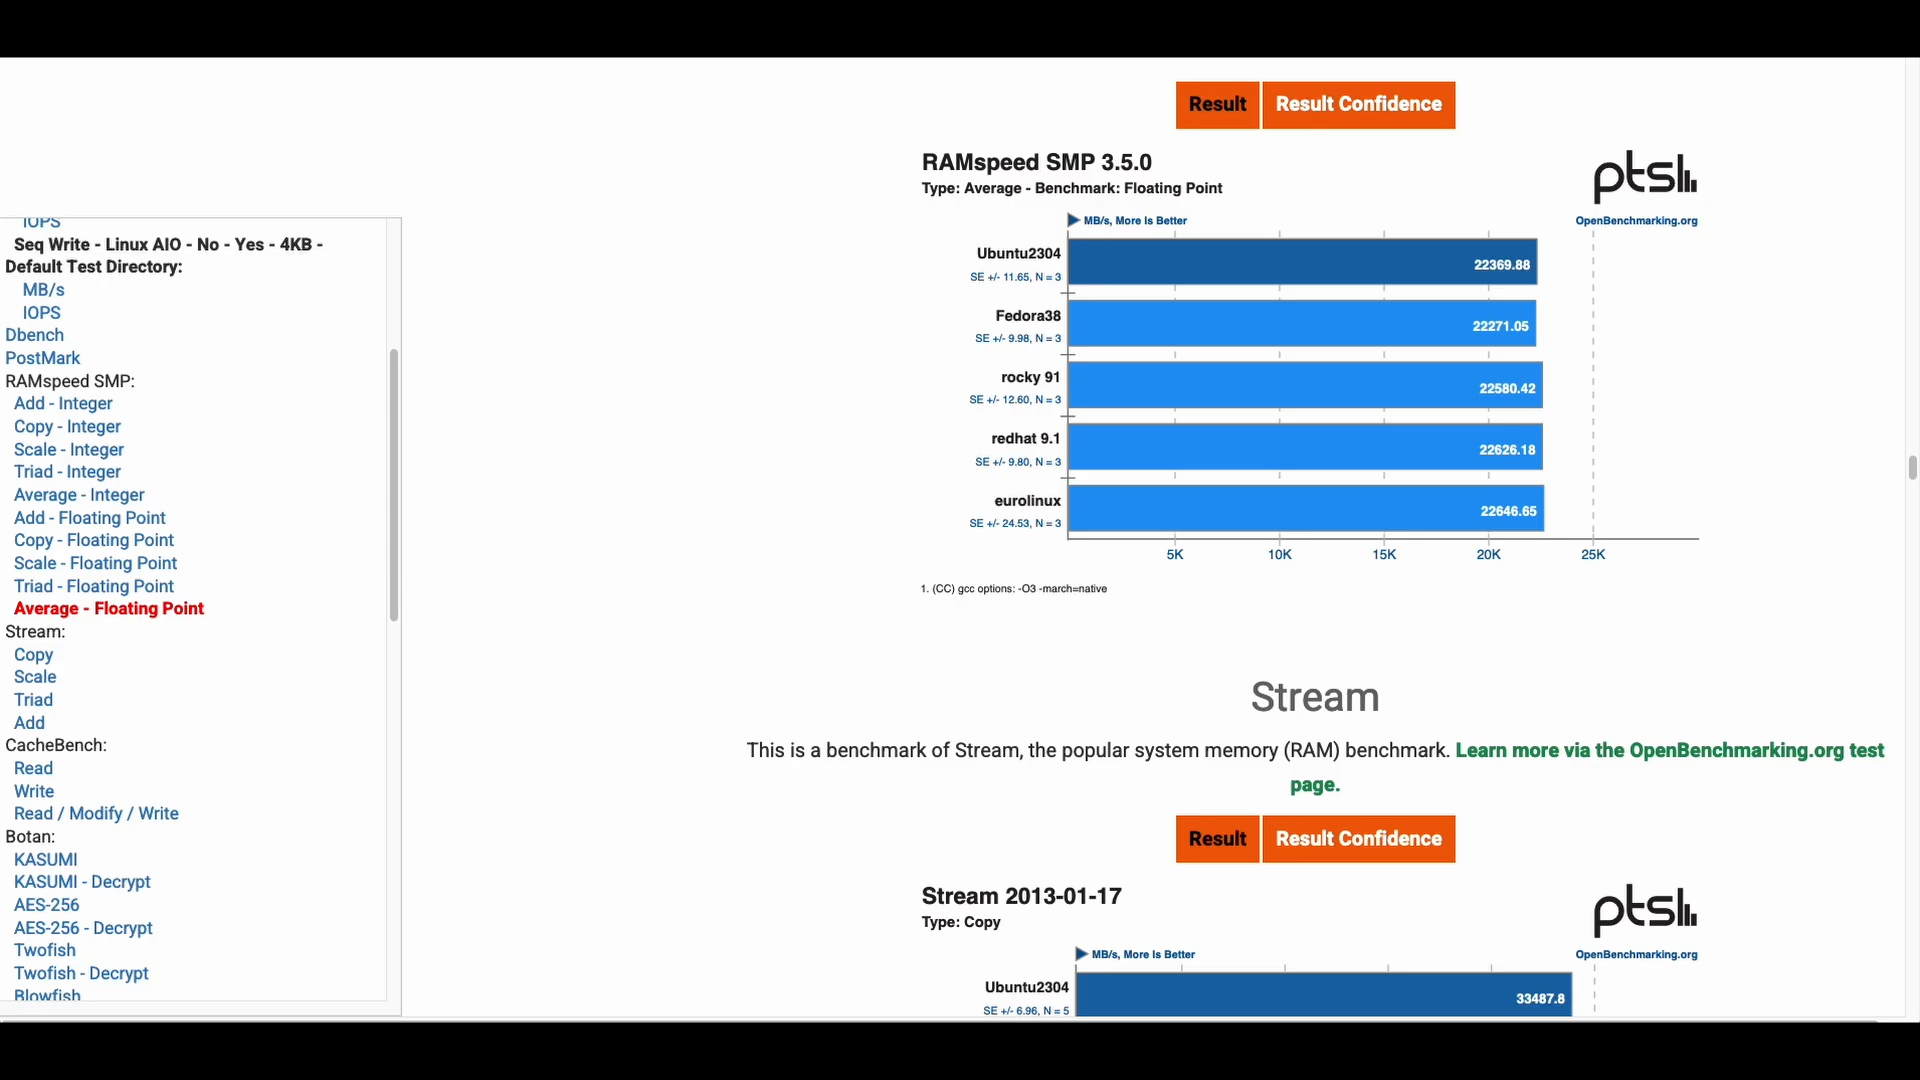 IOPS
Seq Write - Linux AIO - No - Yes - 4KB -
Default Test Directory:
MB/s
IOPS
Dbench
PostMark
RAMspeed SMP:
Add - Integer
Copy - Integer
Scale - Integer
Triad - Integer
Average - Integer
Add - Floating Point
Copy - Floating Point
Scale - Floating Point
Triad - Floating Point
Average - Floating Point
Stream:
Copy
Scale
Triad
Add
CacheBench:
Read
Write
Read / Modify / Write
Botan:
KASUMI
KASUMI - Decrypt
AES-256
AES-256 - Decrypt
Twofish
Twofish - Decrypt
Blowfish
Result Result Confidence
RAMspeed SMP 3.5.0
Type: Average - Benchmark: Floating Point
ptsl
MB/s, More Is Better
OpenBenchmarking.org
Ubuntu2304
SE +/- 11.65, N = 3
22369.88
Fedora38
SE +/- 9.98, N = 3
22271.05
rocky 91
SE +/- 12.60, N = 3
22580.42
redhat 9.1
SE +/- 9.80, N = 3
22626.18
eurolinux
SE +/- 24.53, N = 3
22646.65
5K 10K 15K 20K 25K
1. (CC) gcc options: -O3 -march=native
Stream
This is a benchmark of Stream, the popular system memory (RAM) benchmark. Learn more via the OpenBenchmarking.org test
page.
Result Result Confidence
Stream 2013-01-17
Type: Copy
ptsl
MB/s, More Is Better
OpenBenchmarking.org
Ubuntu2304
SE +/- 6.96, N = 5
33487.8